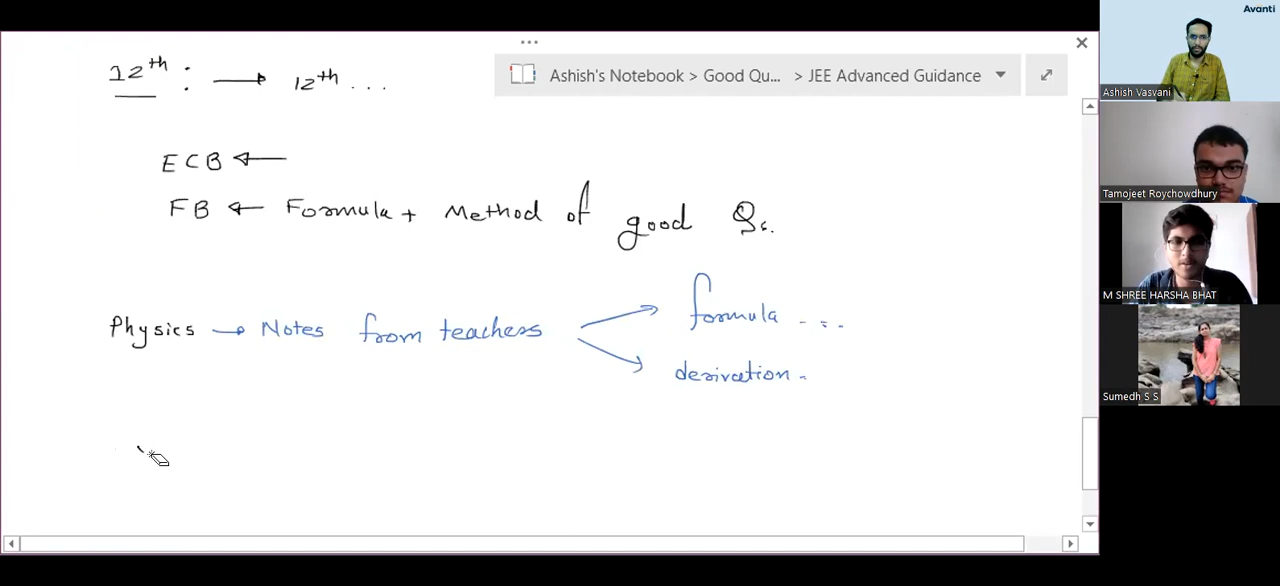 Avanti
12th : → 12th ...
Ashish's Notebook > Good Qu... > JEE Advanced Guidance
Ashish Vasvani
ECB ←
FB ← Formula + Method of good Qs.
Tamojeet Roychowdhury
M SHREE HARSHA BHAT
Physics → Notes from teachers
formula ...
derivation -
Sumedh S S